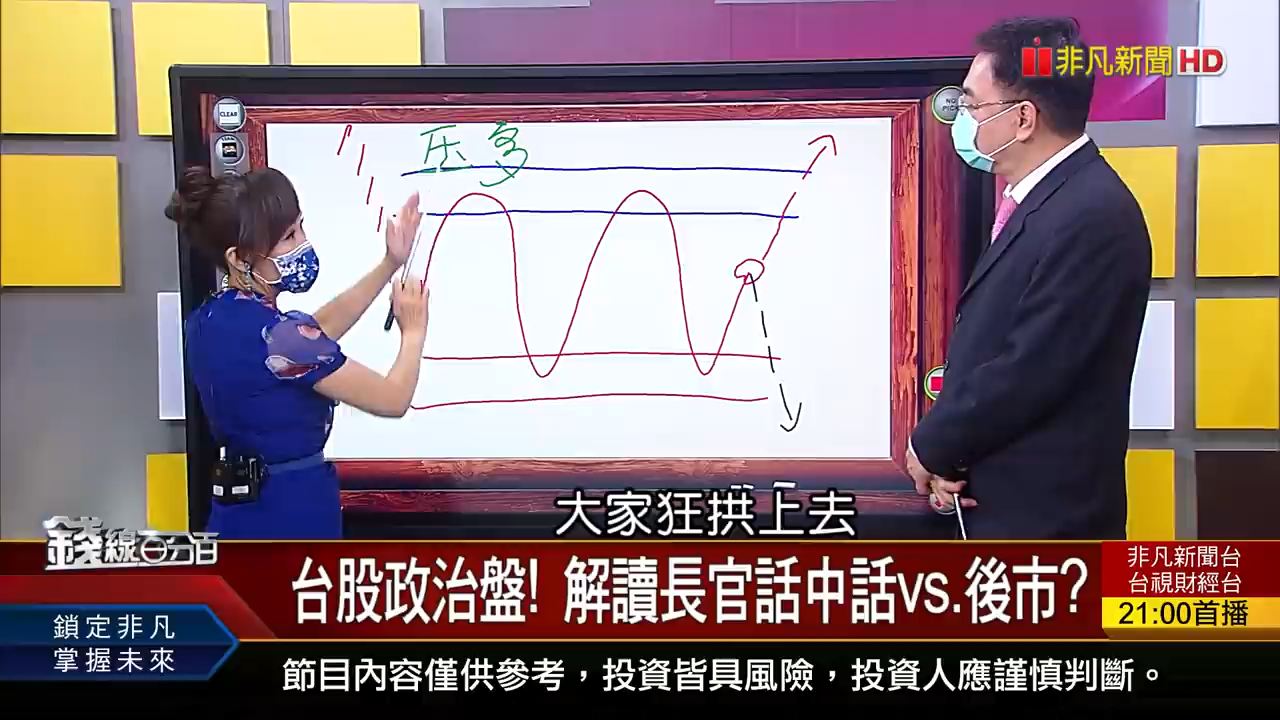 非凡新聞HD
CLEAR
NO
压多
大家狂拱上去
錢線百分百
台股政治盤! 解讀長官話中話vs.後市?
非凡新聞台
台視財經台
21:00首播
鎖定非凡
掌握未來
節目內容僅供參考，投資皆具風險，投資人應謹慎判斷。